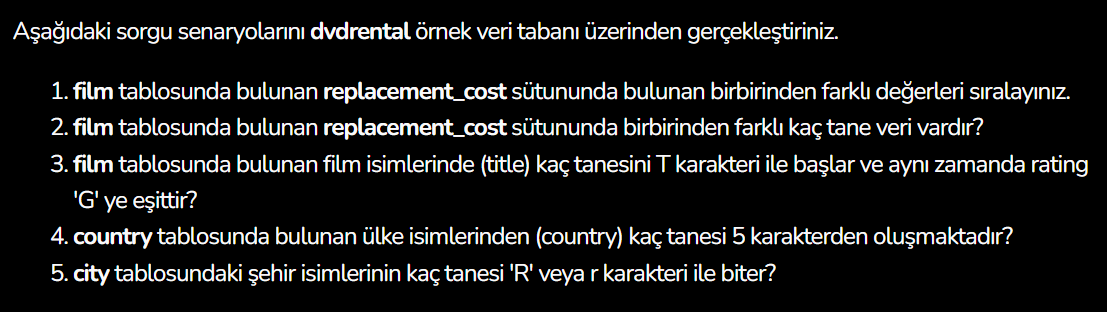 Aşağıdaki sorgu senaryolarını dvdrental örnek veri tabanı üzerinden gerçekleştiriniz.
1. film tablosunda bulunan replacement_cost sütununda bulunan birbirinden farklı değerleri sıralayınız.
2. film tablosunda bulunan replacement_cost sütununda birbirinden farklı kaç tane veri vardır?
3. film tablosunda bulunan film isimlerinde (title) kaç tanesini T karakteri ile başlar ve aynı zamanda rating
'G' ye eşittir?
4. country tablosunda bulunan ülke isimlerinden (country) kaç tanesi 5 karakterden oluşmaktadır?
5. city tablosundaki şehir isimlerinin kaç tanesi 'R' veya r karakteri ile biter?